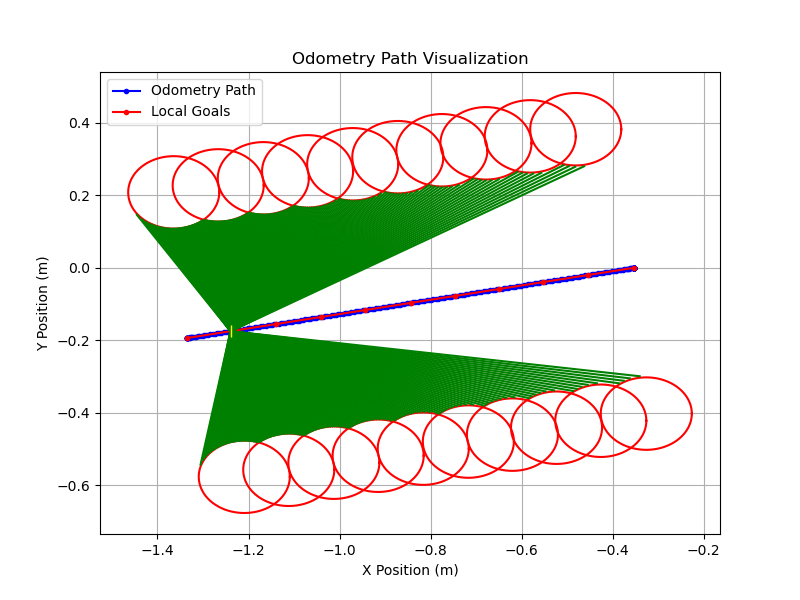 Odometry Path Visualization
Odometry Path
Local Goals
Y Position (m)
0.4
0.2
0.0
−0.2
−0.4
−0.6
−1.4
−1.2
−1.0
−0.8
−0.6
−0.4
−0.2
X Position (m)